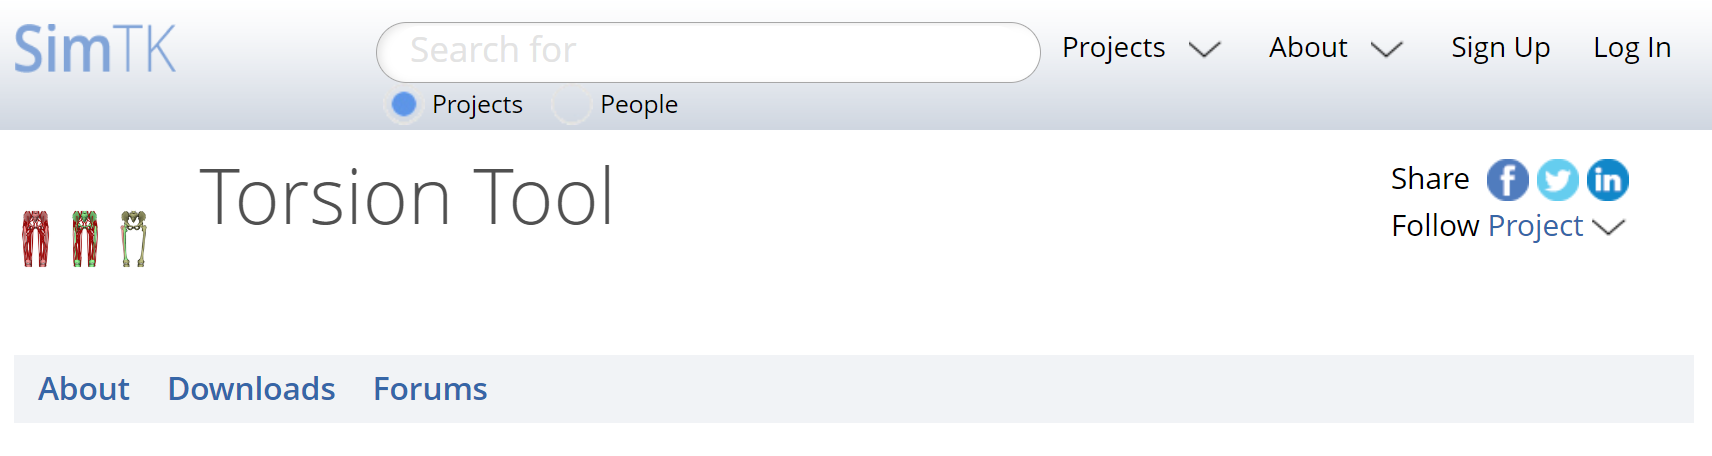 SimTK
Search for
Projects About Sign Up Log In
Projects People
Torsion Tool
Share
Follow Project
About Downloads Forums